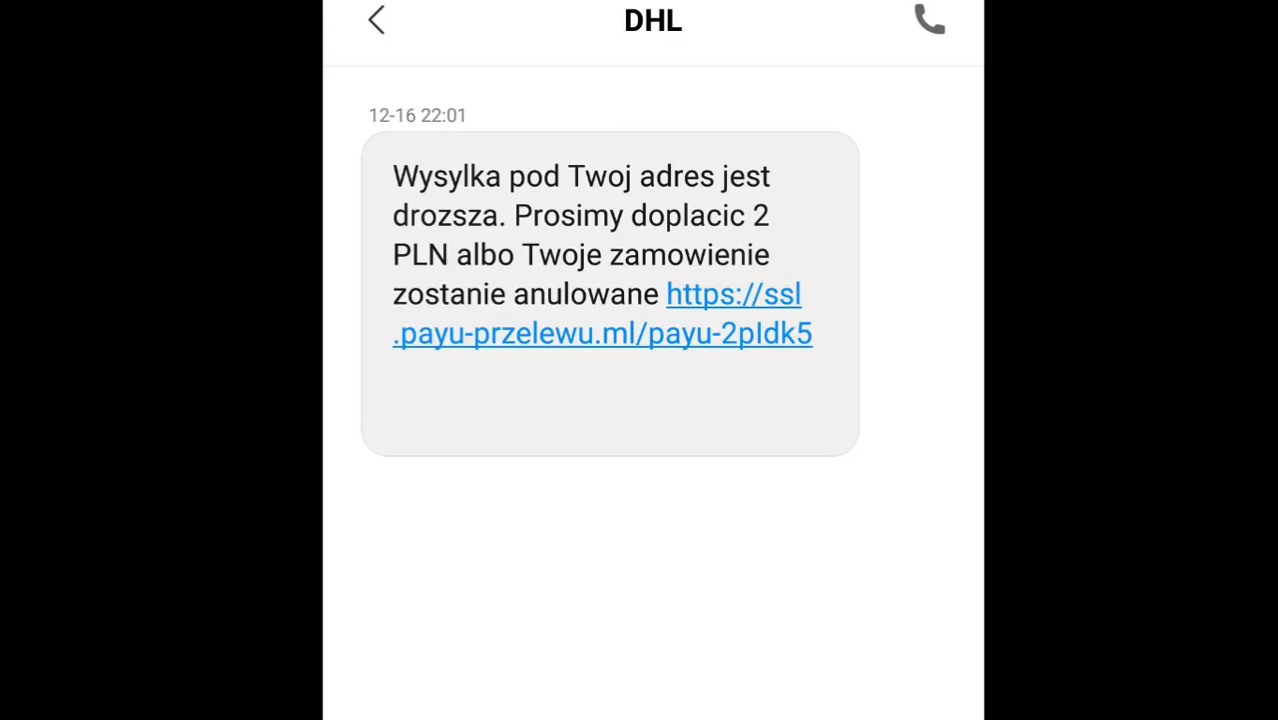 DHL
12-16 22:01
Wysylka pod Twoj adres jest
drozsza. Prosimy doplacic 2
PLN albo Twoje zamowienie
zostanie anulowane https://ssl
.payu-przelewu.ml/payu-2pIdk5